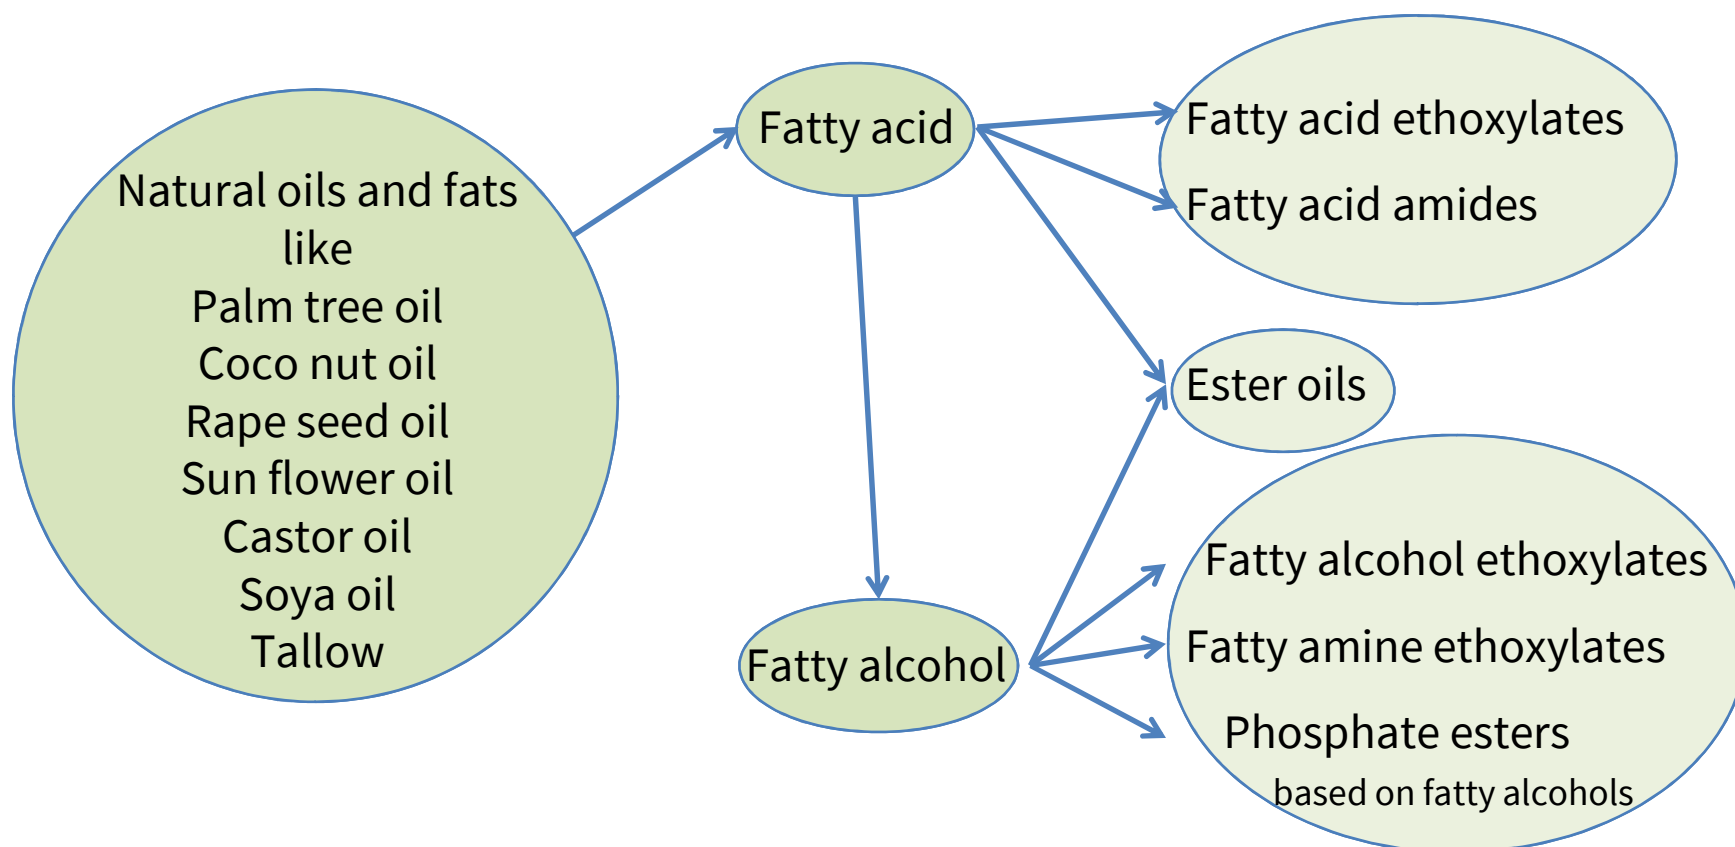 Natural oils and fats
like
Palm tree oil
Coco nut oil
Rape seed oil
Sun flower oil
Castor oil
Soya oil
Tallow
Fatty acid
Fatty alcohol
Fatty acid ethoxylates
Fatty acid amides
Ester oils
Fatty alcohol ethoxylates
Fatty amine ethoxylates
Phosphate esters
based on fatty alcohols